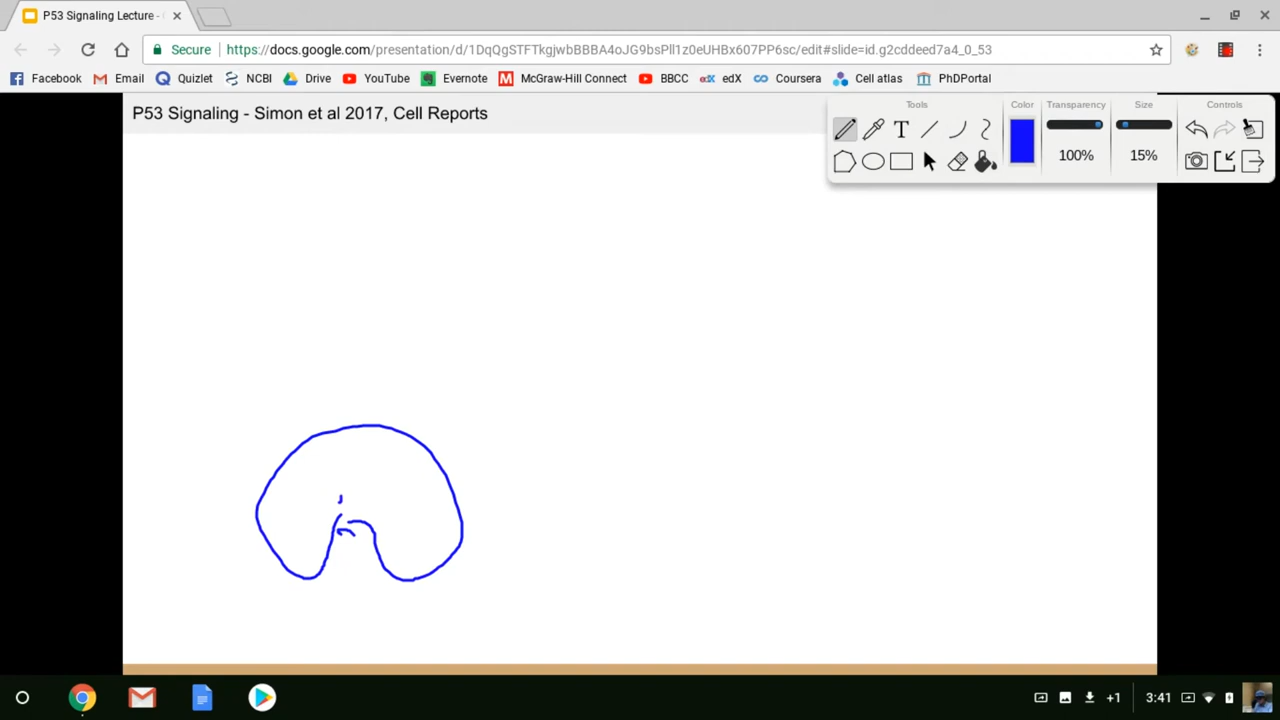 P53 Signaling Lecture -
Secure
https://docs.google.com/presentation/d/1DqQgSTFTkgjwbBBBA4oJG9bsPll1z0eUHBx607PP6sc/edit#slide=id.g2cddeed7a4_0_53
Facebook Email Quizlet NCBI Drive YouTube Evernote McGraw-Hill Connect BBCC edX Coursera Cell atlas PhDPortal
P53 Signaling - Simon et al 2017, Cell Reports
Tools Color Transparency Size Controls
100% 15%
+1 3:41